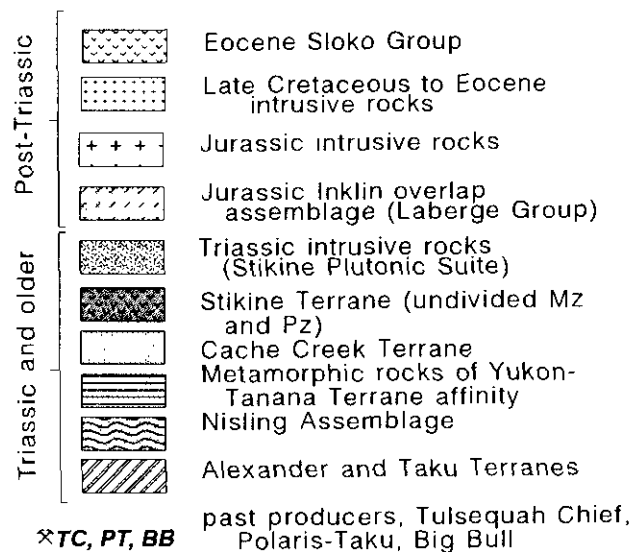 Post-Triassic
Eocene Sloko Group
Late Cretaceous to Eocene
intrusive rocks
Jurassic intrusive rocks
Jurassic Inklin overlap
assemblage (Laberge Group)
Triassic and older
Triassic intrusive rocks
(Stikine Plutonic Suite)
Stikine Terrane (undivided Mz
and Pz)
Cache Creek Terrane
Metamorphic rocks of Yukon-
Tanana Terrane affinity
Nisling Assemblage
Alexander and Taku Terranes
TC, PT, BB
past producers, Tulsequah Chief,
Polaris-Taku, Big Bull